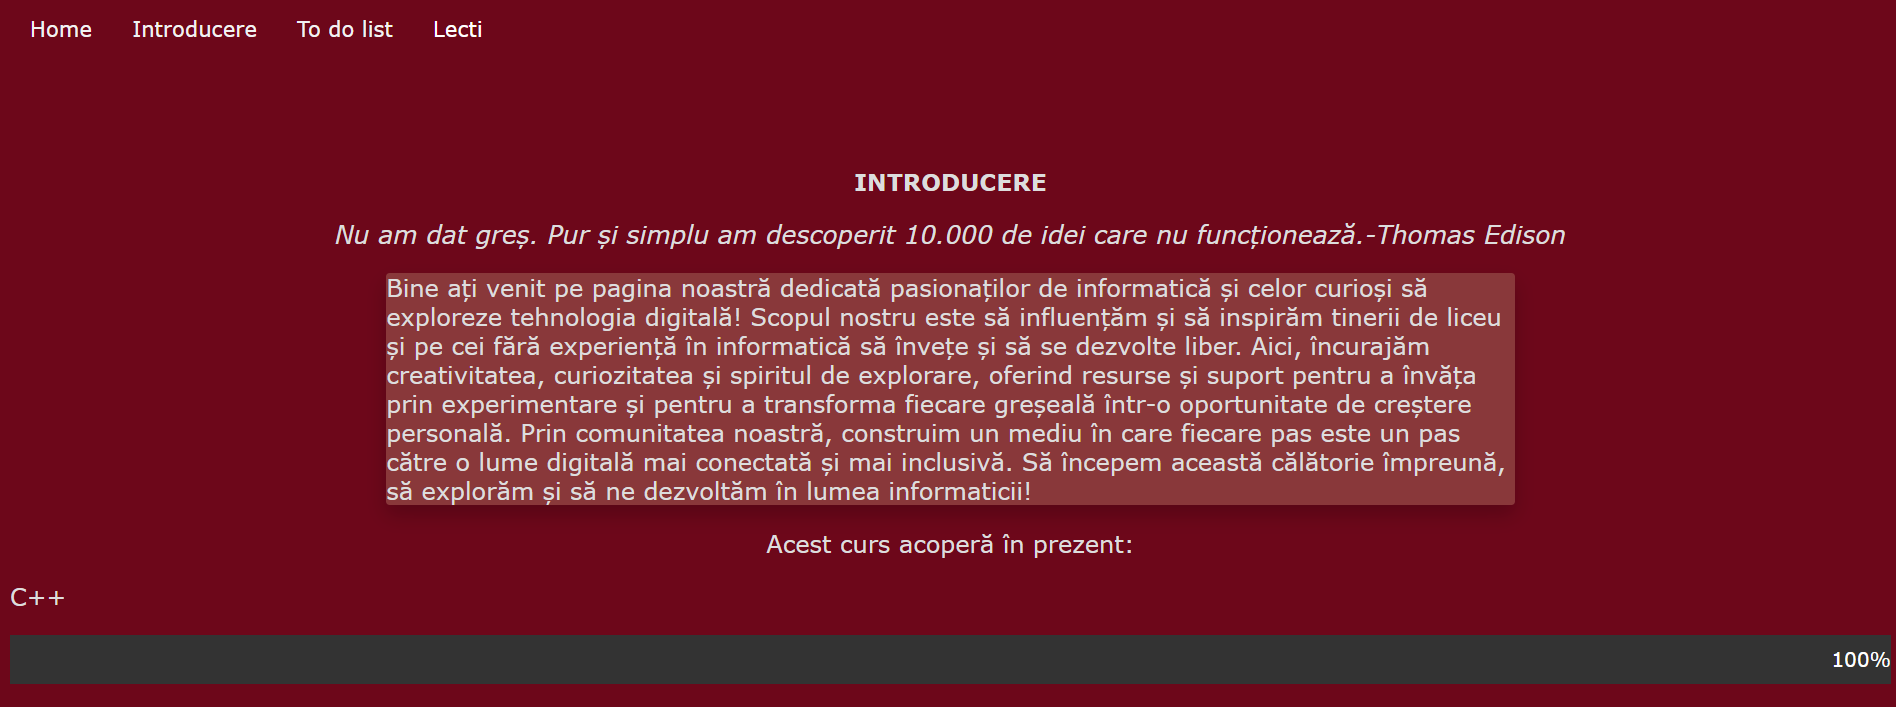 Home Introducere To do list Lecti
INTRODUCERE
Nu am dat greș. Pur și simplu am descoperit 10.000 de idei care nu funcționează.-Thomas Edison
Bine ați venit pe pagina noastră dedicată pasionaților de informatică și celor curioși să
exploreze tehnologia digitală! Scopul nostru este să influențăm și să inspirăm tinerii de liceu
și pe cei fără experiență în informatică să învețe și să se dezvolte liber. Aici, încurajăm
creativitatea, curiozitatea și spiritul de explorare, oferind resurse și suport pentru a învăța
prin experimentare și pentru a transforma fiecare greșeală într-o oportunitate de creștere
personală. Prin comunitatea noastră, construim un mediu în care fiecare pas este un pas
către o lume digitală mai conectată și mai inclusivă. Să începem această călătorie împreună,
să explorăm și să ne dezvoltăm în lumea informaticii!
Acest curs acoperă în prezent:
C++
100%